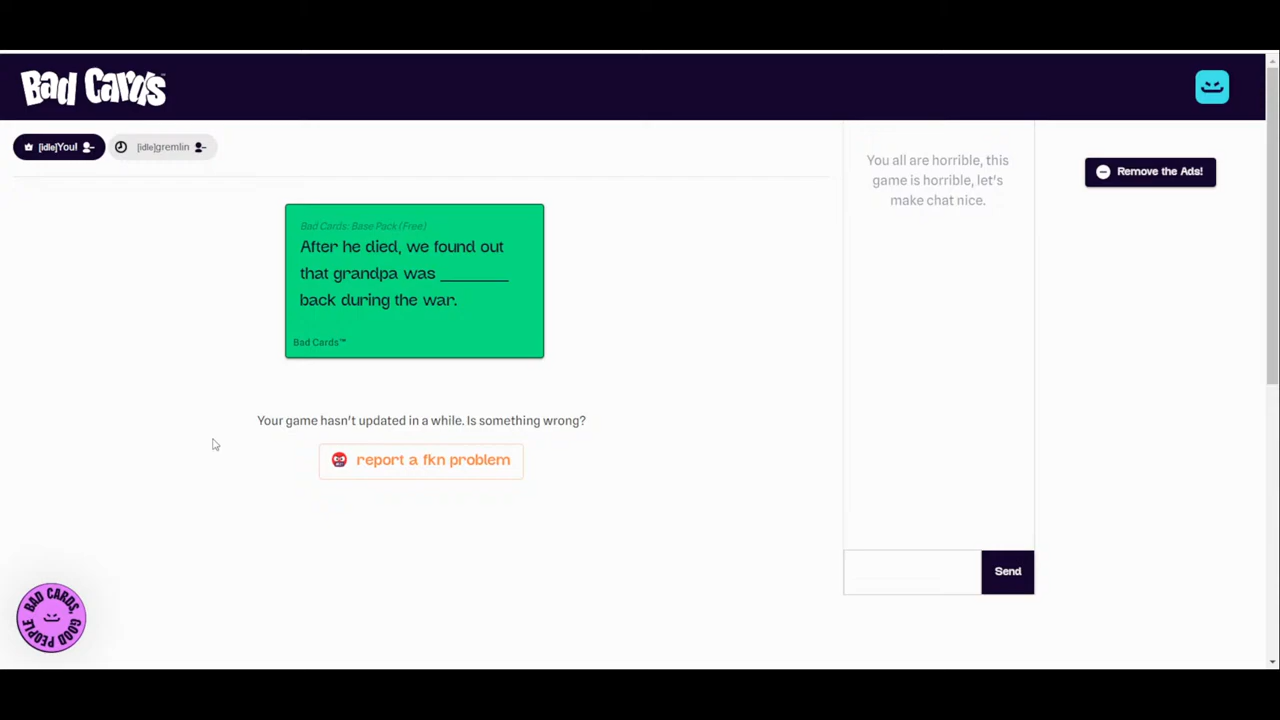 Bad Cards™
[idle]You!
[idle]gremlin
Bad Cards: Base Pack (Free)
After he died, we found out
that grandpa was ________
back during the war.
Bad Cards™
Your game hasn't updated in a while. Is something wrong?
report a fkn problem
You all are horrible, this
game is horrible, let's
make chat nice.
Send
Remove the Ads!
BAD CARDS,
GOOD PEOPLE